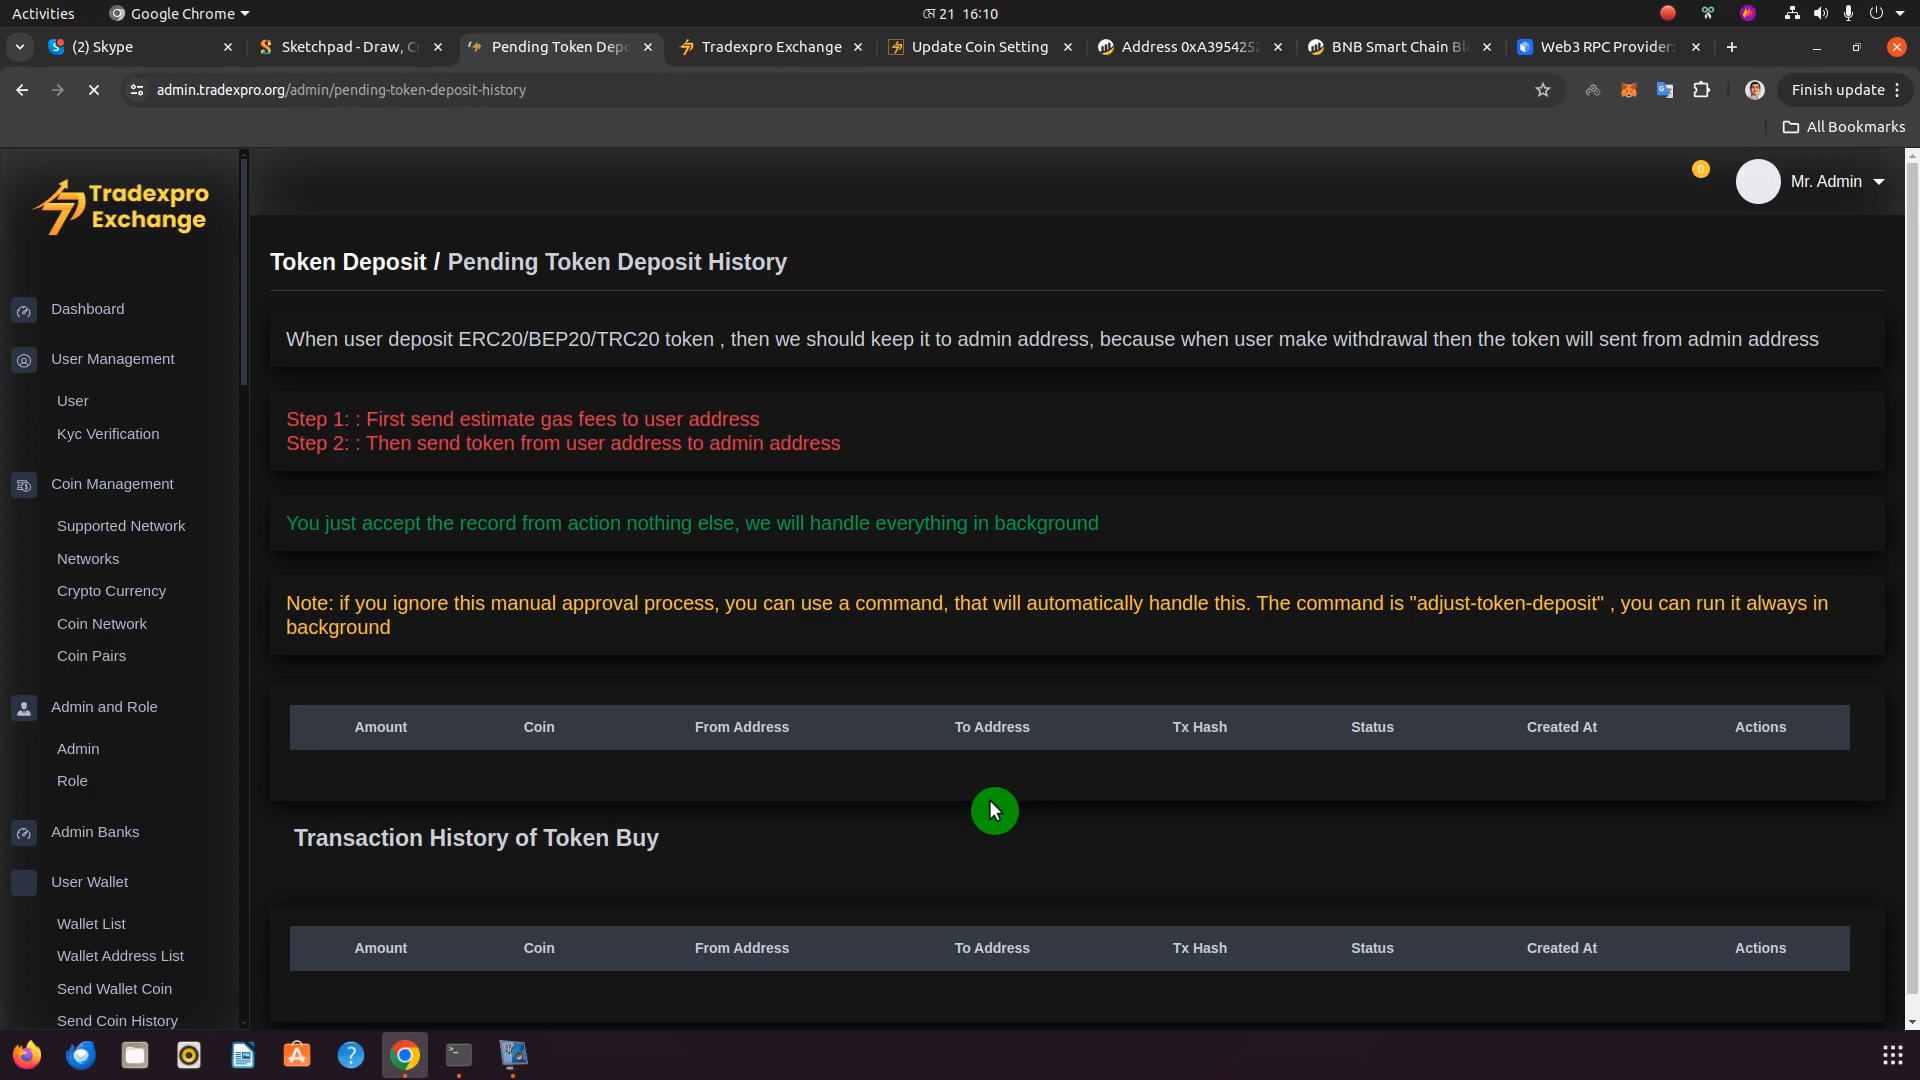 Activities
Google Chrome
মে 21 16:10
(2) Skype
Sketchpad - Draw, Cr
Pending Token Depo
Tradexpro Exchange
Update Coin Setting
Address 0xA395425
BNB Smart Chain Bl
Web3 RPC Provider:
admin.tradexpro.org/admin/pending-token-deposit-history
Finish update
All Bookmarks
Tradexpro
Exchange
0
Mr. Admin
Dashboard
User Management
User
Kyc Verification
Coin Management
Supported Network
Networks
Crypto Currency
Coin Network
Coin Pairs
Admin and Role
Admin
Role
Admin Banks
User Wallet
Wallet List
Wallet Address List
Send Wallet Coin
Send Coin History
Token Deposit / Pending Token Deposit History
When user deposit ERC20/BEP20/TRC20 token , then we should keep it to admin address, because when user make withdrawal then the token will sent from admin address
Step 1: : First send estimate gas fees to user address
Step 2: : Then send token from user address to admin address
You just accept the record from action nothing else, we will handle everything in background
Note: if you ignore this manual approval process, you can use a command, that will automatically handle this. The command is "adjust-token-deposit" , you can run it always in
background
Amount Coin From Address To Address Tx Hash Status Created At Actions
Transaction History of Token Buy
Amount Coin From Address To Address Tx Hash Status Created At Actions